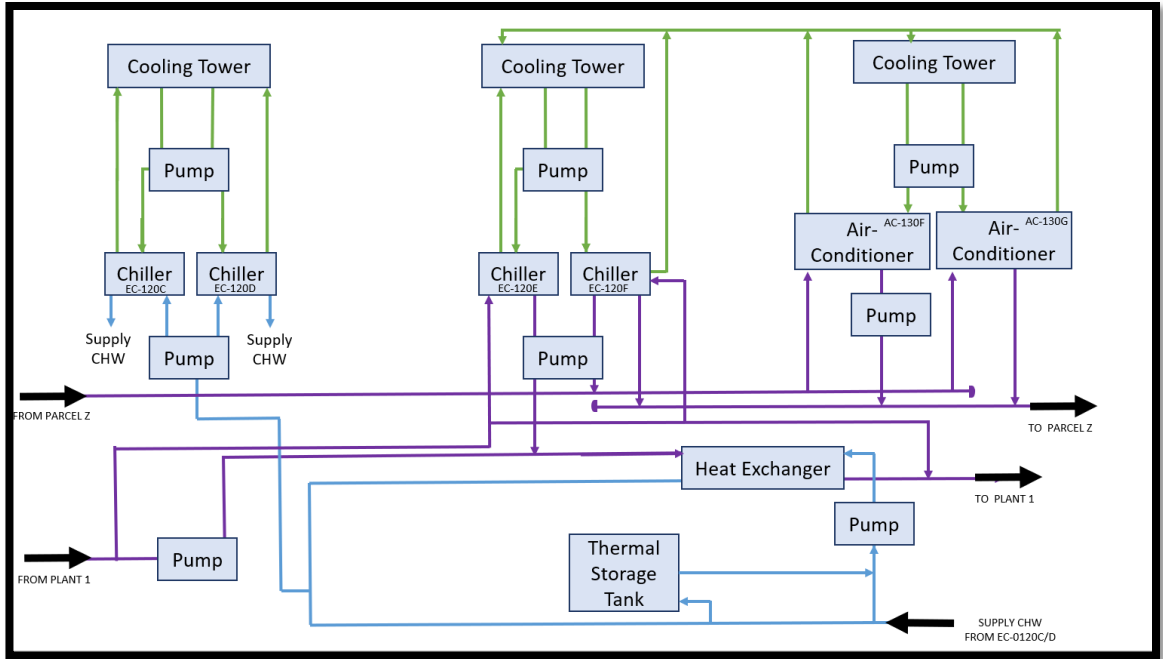 Cooling Tower
Cooling Tower
Cooling Tower
Pump
Pump
Pump
Air-
Conditioner
AC-130F
Air-
Conditioner
AC-130G
Chiller
EC-120C
Chiller
EC-120D
Chiller
EC-120E
Chiller
EC-120F
Supply
CHW
Pump
Supply
CHW
Pump
Pump
FROM PARCEL Z
TO PARCEL Z
Heat Exchanger
TO PLANT 1
Pump
FROM PLANT 1
Pump
Thermal
Storage
Tank
SUPPLY CHW
FROM EC-0120C/D